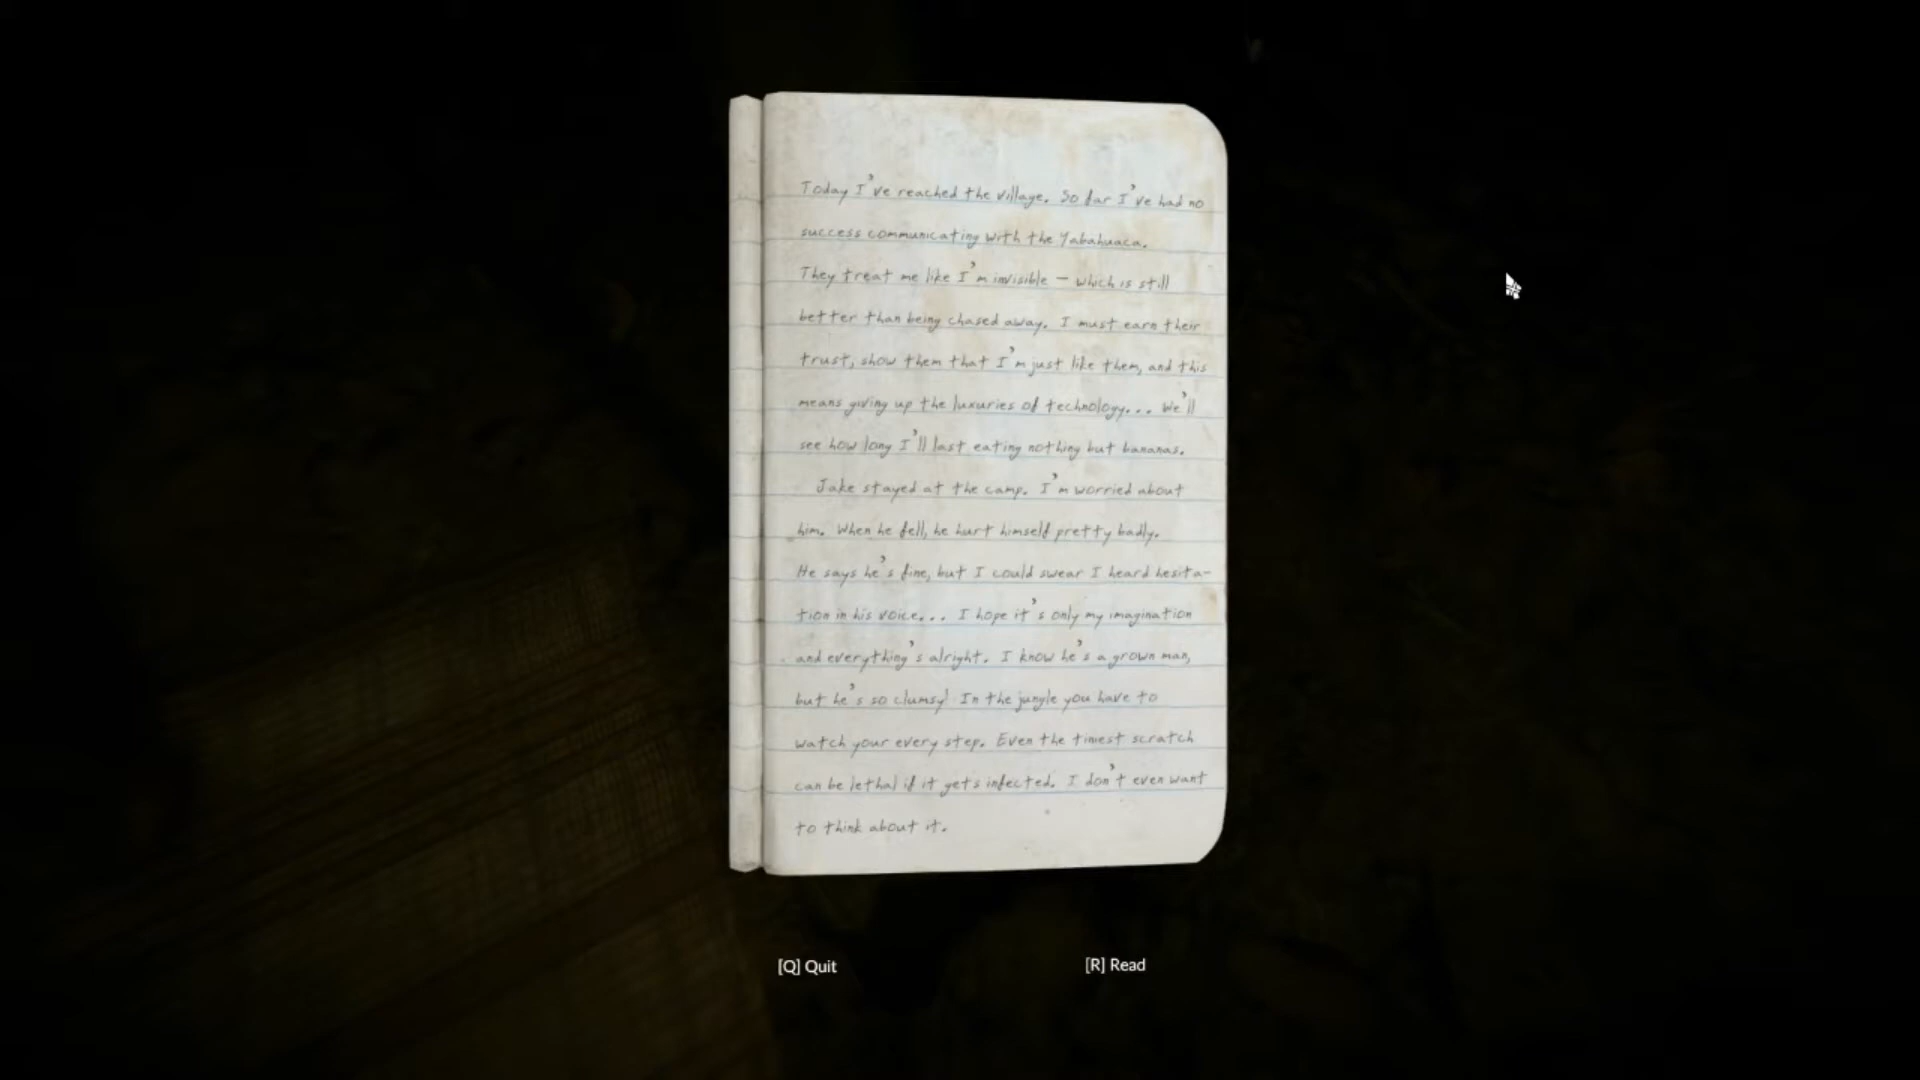 Today I've reached the village. So far I've had no
success communicating with the Yabahuaca.
They treat me like I'm invisible – which is still
better than being chased away. I must earn their
trust, show them that I'm just like them, and this
means giving up the luxuries of technology... We'll
see how long I'll last eating nothing but bananas.
Jake stayed at the camp. I'm worried about
him. When he fell, he hurt himself pretty badly.
He says he's fine, but I could swear I heard hesita-
tion in his voice... I hope it's only my imagination
and everything's alright. I know he's a grown man,
but he's so clumsy! In the jungle you have to
watch your every step. Even the tiniest scratch
can be lethal if it gets infected. I don't even want
to think about it.
[Q] Quit
[R] Read